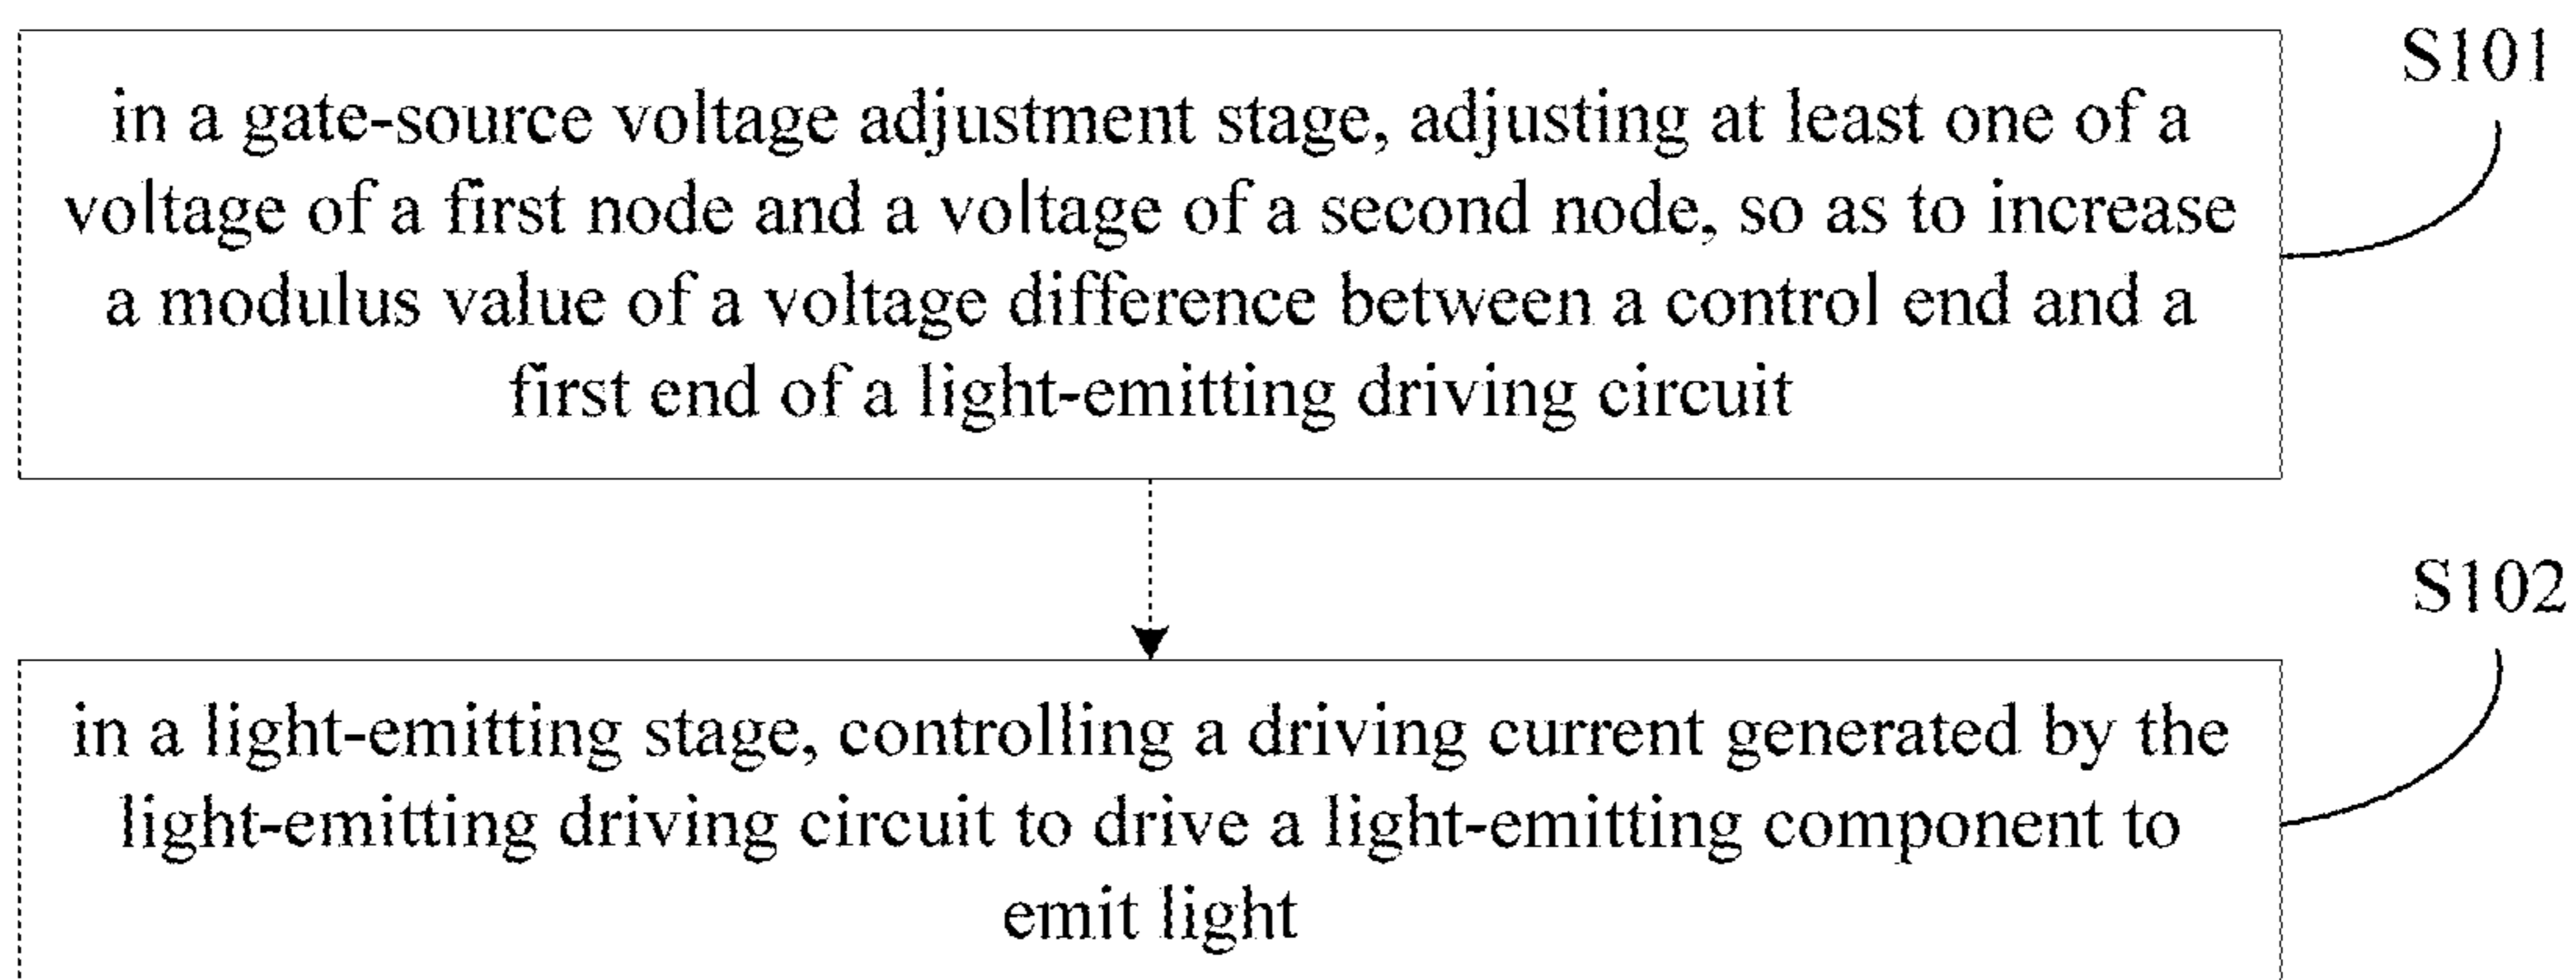 S101
in a gate-source voltage adjustment stage, adjusting at least one of a
voltage of a first node and a voltage of a second node, so as to increase
a modulus value of a voltage difference between a control end and a
first end of a light-emitting driving circuit
S102
in a light-emitting stage, controlling a driving current generated by the
light-emitting driving circuit to drive a light-emitting component to
emit light